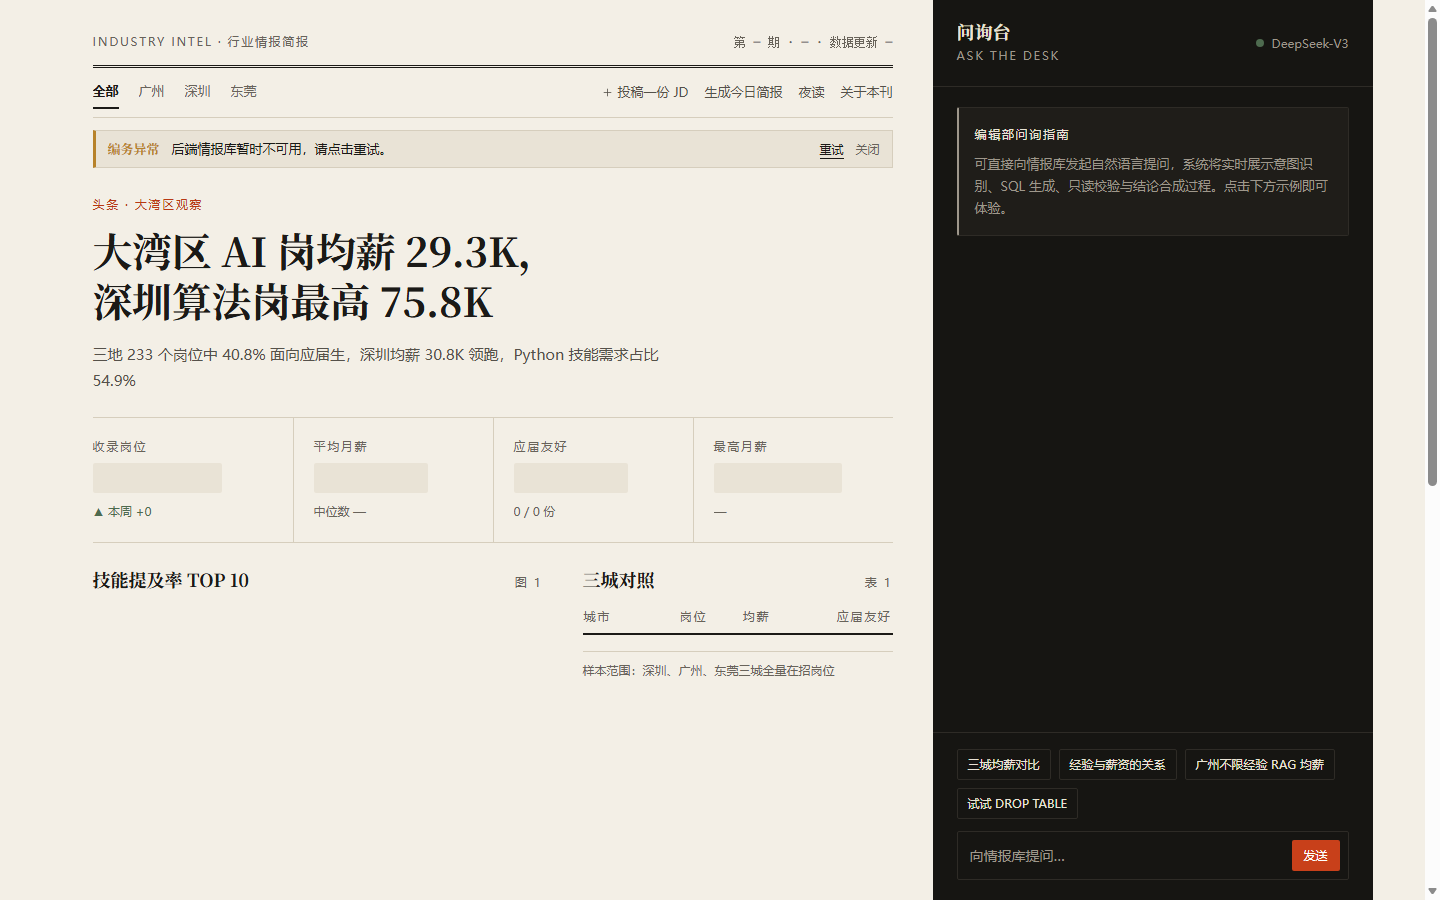 INDUSTRY INTEL · 行业情报简报
第 — 期 · — · 数据更新 —
全部 广州 深圳 东莞
+ 投稿一份 JD 生成今日简报 夜读 关于本刊
编务异常 后端情报库暂时不可用，请点击重试。 重试 关闭
头条 · 大湾区观察
大湾区 AI 岗均薪 29.3K,
深圳算法岗最高 75.8K
三地 233 个岗位中 40.8% 面向应届生，深圳均薪 30.8K 领跑，Python 技能需求占比
54.9%
收录岗位 平均月薪 应届友好 最高月薪
▲ 本周 +0 中位数 — 0 / 0 份 —
技能提及率 TOP 10 图 1
三城对照 表 1
城市 岗位 均薪 应届友好
样本范围：深圳、广州、东莞三城全量在招岗位
问询台
ASK THE DESK
DeepSeek-V3
编辑部问询指南
可直接向情报库发起自然语言提问，系统将实时展示意图识
别、SQL 生成、只读校验与结论合成过程。点击下方示例即可
体验。
三城均薪对比 经验与薪资的关系 广州不限经验 RAG 均薪
试试 DROP TABLE
向情报库提问...
发送